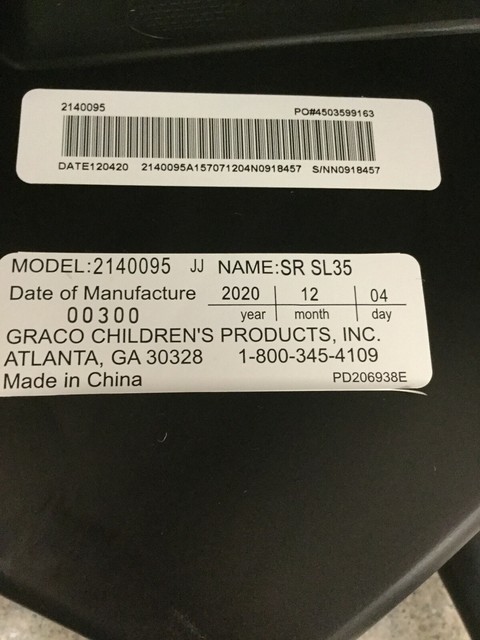 2140095 PO#4503599163
DATE120420 2140095A157071204N0918457 S/NN0918457
MODEL:2140095 JJ NAME:SR SL35
Date of Manufacture 2020 12 04
00300 year month day
GRACO CHILDREN'S PRODUCTS, INC.
ATLANTA, GA 30328 1-800-345-4109
Made in China PD206938E